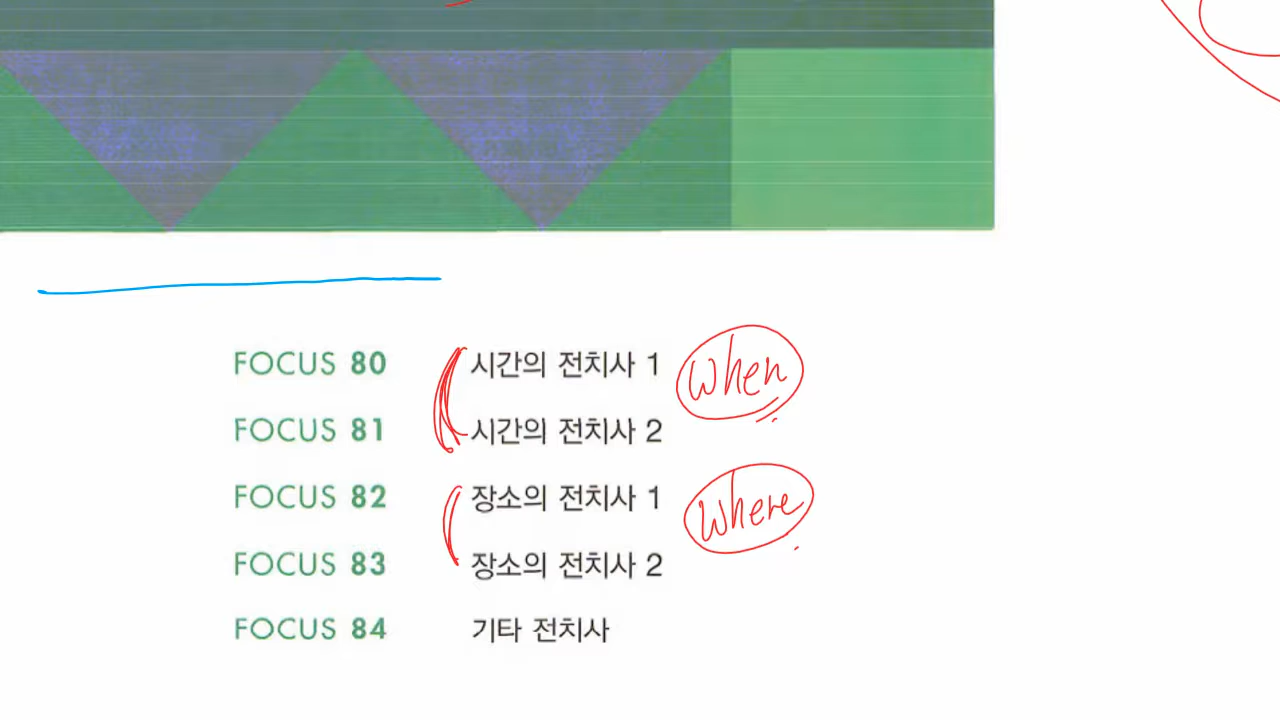 FOCUS 80 시간의 전치사 1 when
FOCUS 81 시간의 전치사 2
FOCUS 82 장소의 전치사 1 where
FOCUS 83 장소의 전치사 2
FOCUS 84 기타 전치사